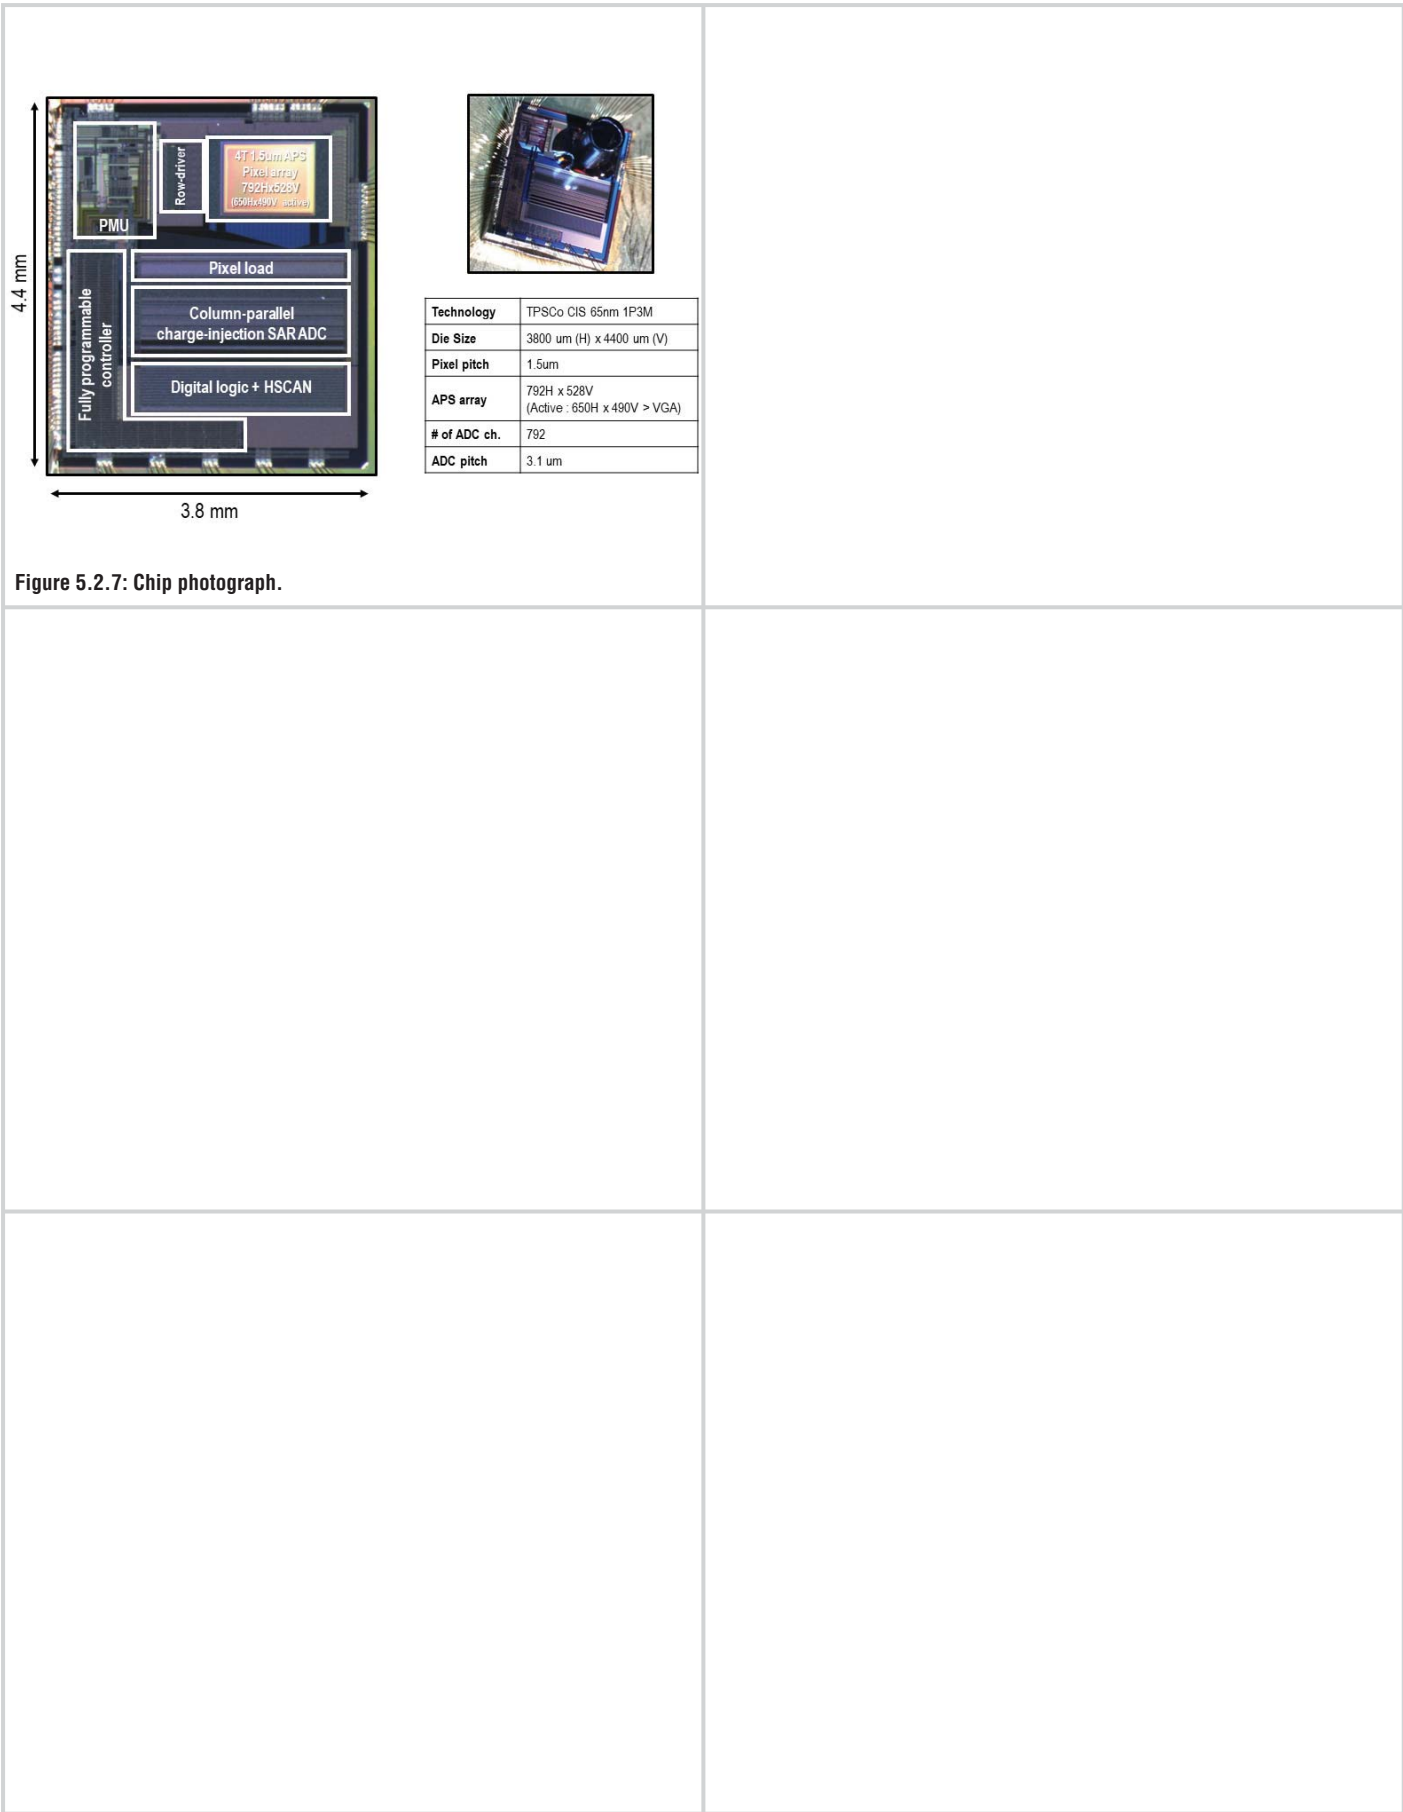 4.4 mm
PMU
Row-driver
4T 1.5um APS
Pixel array
792Hx528V
(650Hx490V active)
Pixel load
Column-parallel
charge-injection SAR ADC
Digital logic + HSCAN
Fully programmable
controller
3.8 mm
Technology TPSCo CIS 65nm 1P3M
Die Size 3800 um (H) x 4400 um (V)
Pixel pitch 1.5um
APS array 792H x 528V
(Active : 650H x 490V > VGA)
# of ADC ch. 792
ADC pitch 3.1 um
Figure 5.2.7: Chip photograph.